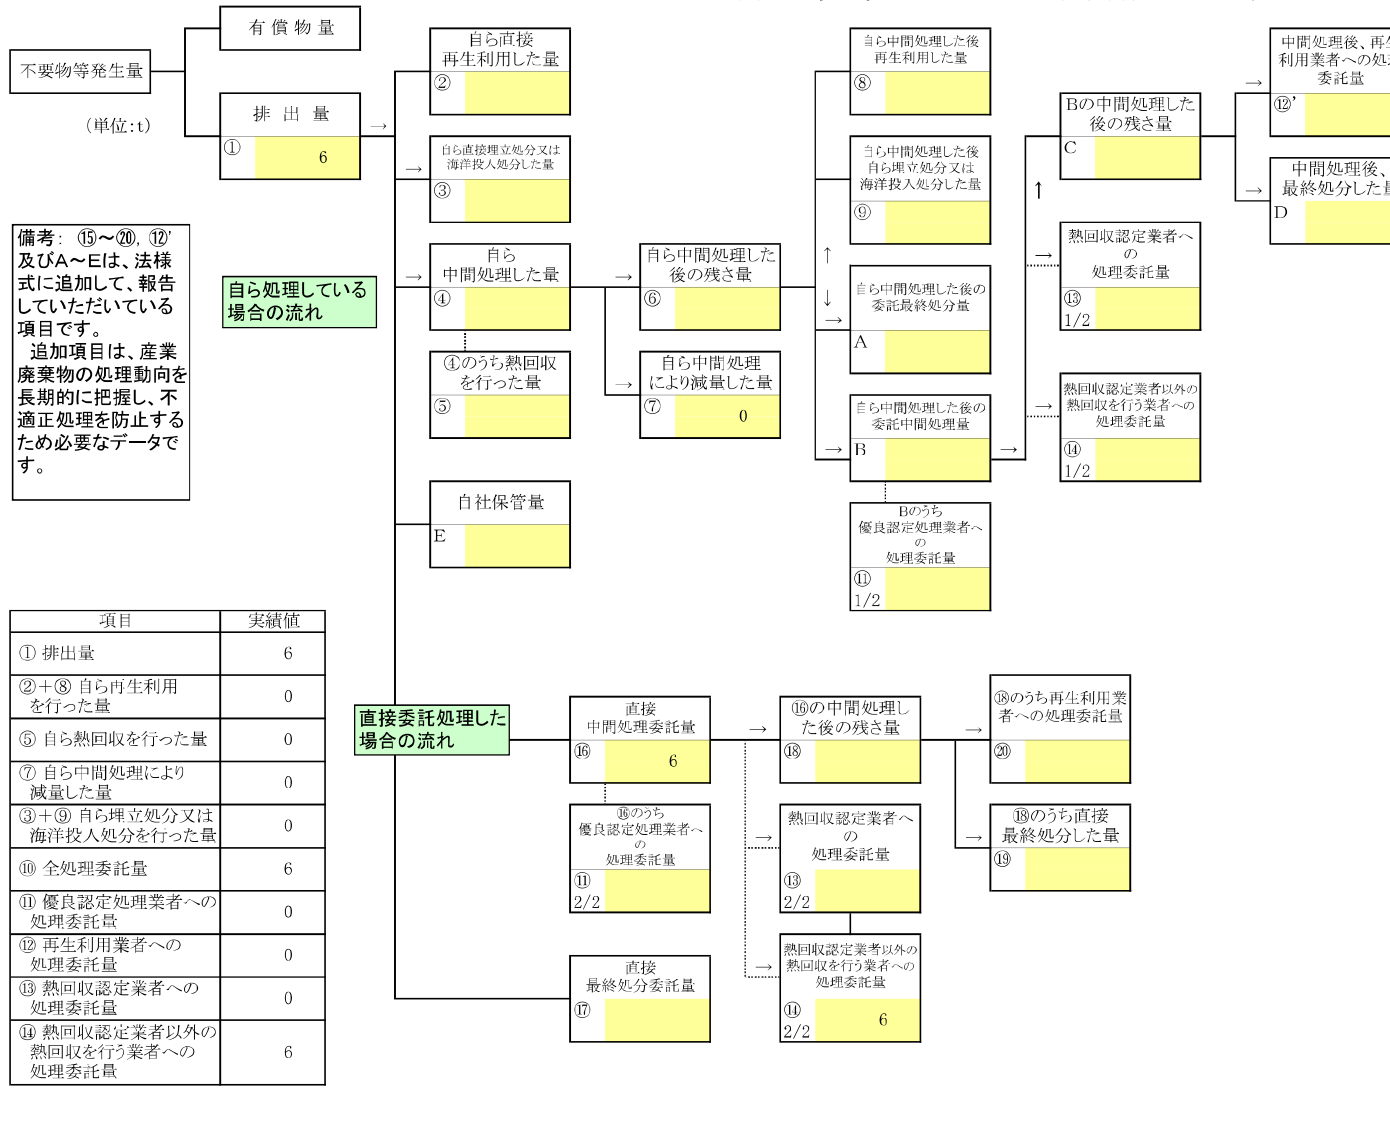 有償物量
不要物等発生量
(単位:t)
排出量
①
6
→
自ら直接
再生利用した量
②
→
自ら直接埋立処分又は
海洋投入処分した量
③
→
自ら
中間処理した量
④
④のうち熱回収
を行った量
⑤
自社保管量
E
→
自ら中間処理した
後の残さ量
⑥
→
自ら中間処理
により減量した量
⑦
0
自ら中間処理した後
再生利用した量
⑧
自ら中間処理した後
自ら埋立処分又は
海洋投入処分した量
⑨
↑
↓
→
自ら中間処理した後の
委託最終処分量
A
→
自ら中間処理した後の
委託中間処理量
B
Bのうち
優良認定処理業者へ
の
処理委託量
⑪
1/2
→
↑
Bの中間処理した
後の残さ量
C
→
熱回収認定業者へ
の
処理委託量
⑬
1/2
→
熱回収認定業者以外の
熱回収を行う業者への
処理委託量
⑭
1/2
→
中間処理後、再生
利用業者への処理
委託量
⑫’
→
中間処理後、
最終処分した量
D
備考: ⑮～⑳, ⑫’
及びA～Eは、法様
式に追加して、報告
していただいている
項目です。
追加項目は、産業
廃棄物の処理動向を
長期的に把握し、不
適正処理を防止する
ため必要なデータで
す。
自ら処理している
場合の流れ
項目 実績値
① 排出量 6
②+⑧ 自ら再生利用
を行った量
0
⑤ 自ら熱回収を行った量 0
⑦ 自ら中間処理により
減量した量
0
③+⑨ 自ら埋立処分又は
海洋投入処分を行った量
0
⑩ 全処理委託量 6
⑪ 優良認定処理業者への
処理委託量
0
⑫ 再生利用業者への
処理委託量
0
⑬ 熱回収認定業者への
処理委託量
0
⑭ 熱回収認定業者以外の
熱回収を行う業者への
処理委託量
6
直接委託処理した
場合の流れ
直接
中間処理委託量
⑯
6
⑯のうち
優良認定処理業者へ
の
処理委託量
⑪
2/2
直接
最終処分委託量
⑰
→
⑯の中間処理し
た後の残さ量
⑱
→
熱回収認定業者へ
の
処理委託量
⑬
2/2
→
熱回収認定業者以外の
熱回収を行う業者への
処理委託量
⑭
2/2
6
→
⑱のうち再生利用業
者への処理委託量
⑳
→
⑱のうち直接
最終処分した量
⑲